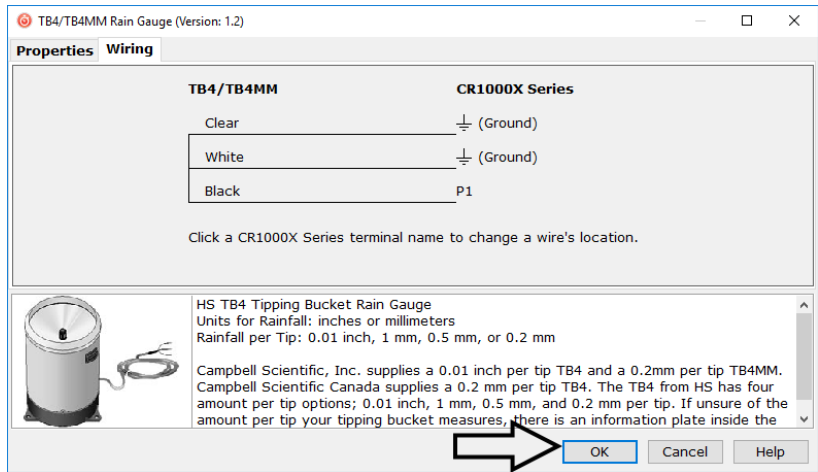 TB4/TB4MM Rain Gauge (Version: 1.2)
Properties Wiring
TB4/TB4MM CR1000X Series
Clear (Ground)
White (Ground)
Black P1
Click a CR1000X Series terminal name to change a wire's location.
HS TB4 Tipping Bucket Rain Gauge
Units for Rainfall: inches or millimeters
Rainfall per Tip: 0.01 inch, 1 mm, 0.5 mm, or 0.2 mm
Campbell Scientific, Inc. supplies a 0.01 inch per tip TB4 and a 0.2mm per tip TB4MM.
Campbell Scientific Canada supplies a 0.2 mm per tip TB4. The TB4 from HS has four
amount per tip options; 0.01 inch, 1 mm, 0.5 mm, and 0.2 mm per tip. If unsure of the
amount per tip your tipping bucket measures, there is an information plate inside the
OK Cancel Help